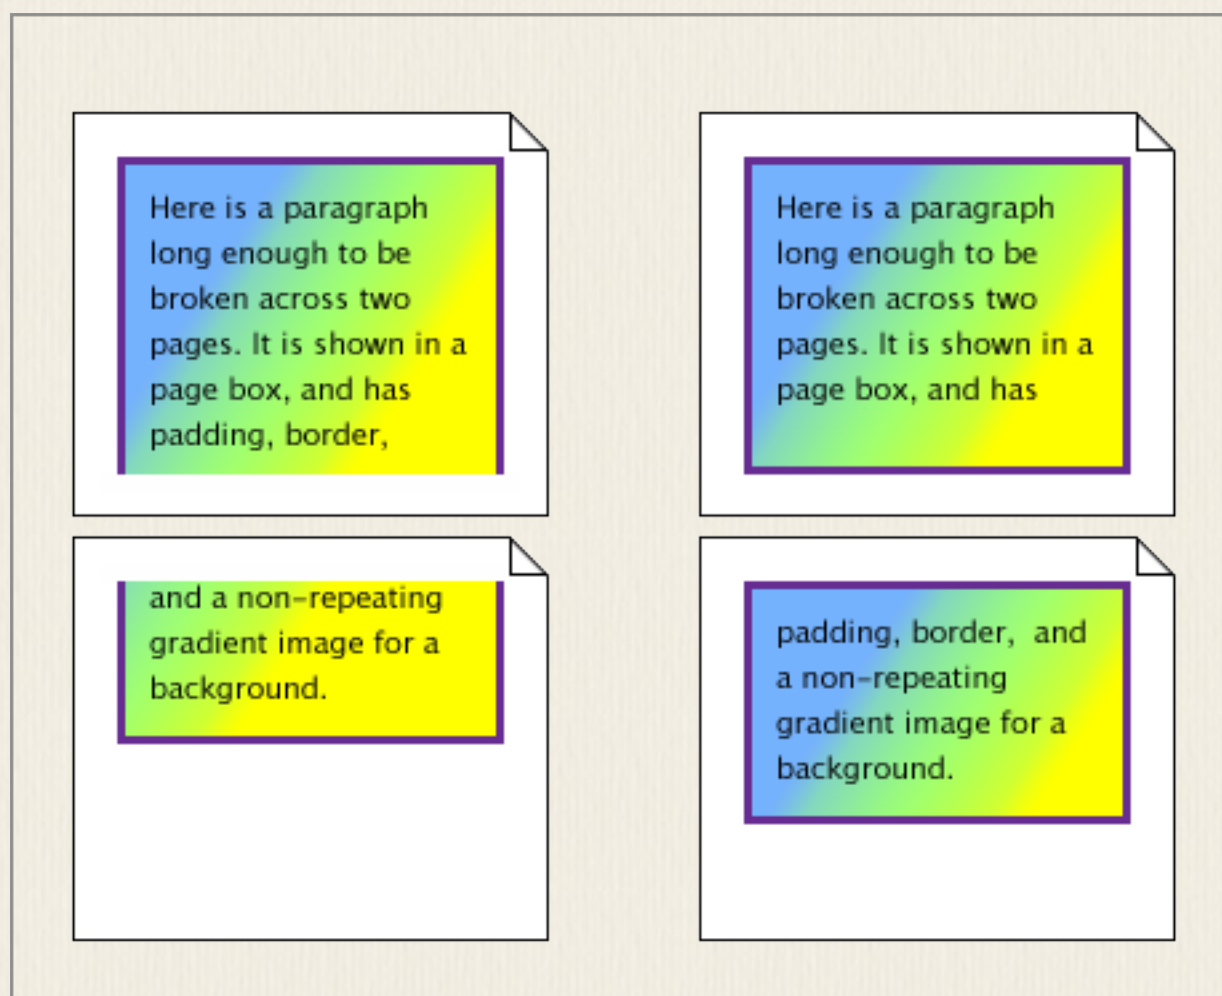 Here is a paragraph
long enough to be
broken across two
pages. It is shown in a
page box, and has
padding, border,
and a non-repeating
gradient image for a
background.
Here is a paragraph
long enough to be
broken across two
pages. It is shown in a
page box, and has
padding, border,  and
a non-repeating
gradient image for a
background.